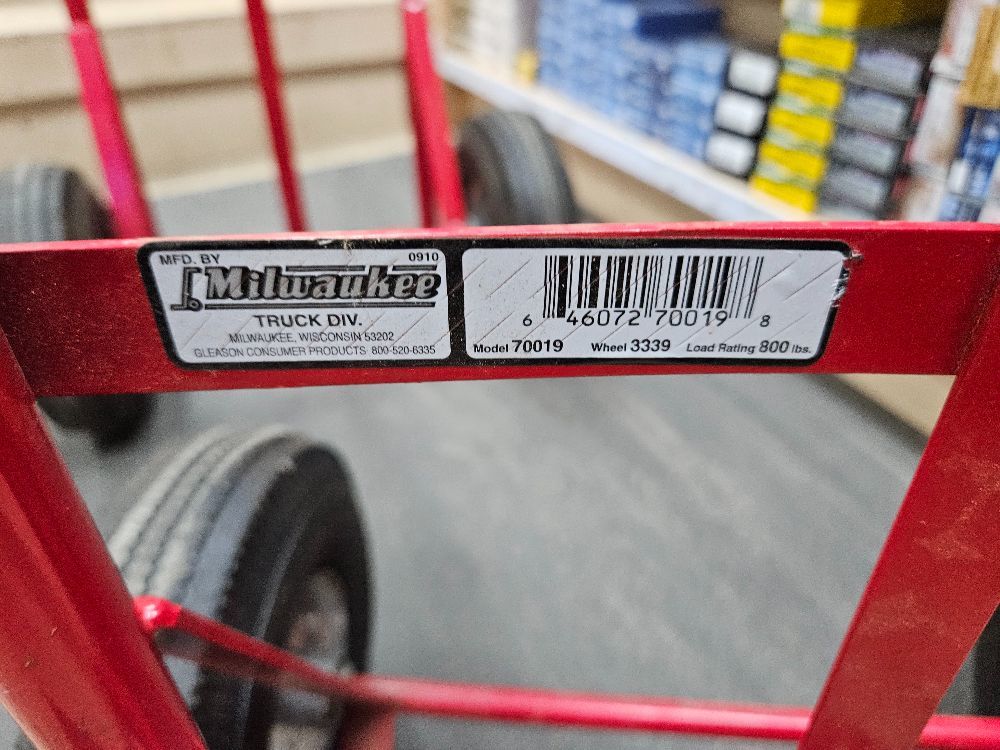 MFD. BY 0910
Milwaukee
TRUCK DIV.
MILWAUKEE, WISCONSIN 53202
GLEASON CONSUMER PRODUCTS 800-520-6335
6 46072 70019 8
Model 70019 Wheel 3339 Load Rating 800 lbs.